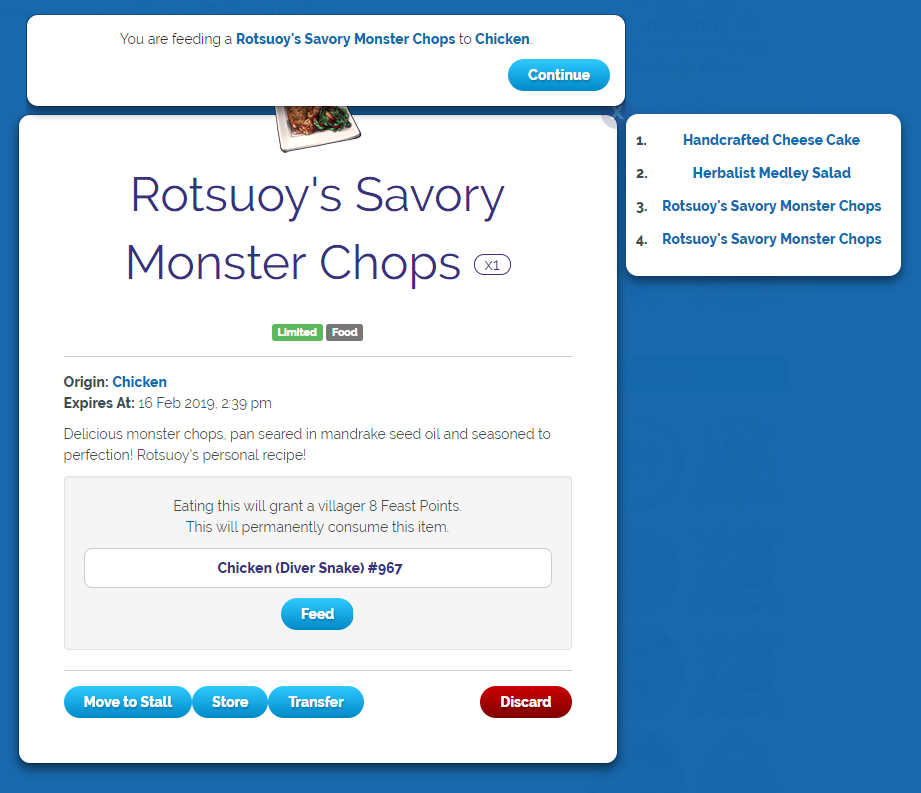 You are feeding a Rotsuoy's Savory Monster Chops to Chicken.
Continue
Rotsuoy's Savory
Monster Chops x1
Limited Food
Origin: Chicken
Expires At: 16 Feb 2019, 2:39 pm
Delicious monster chops, pan seared in mandrake seed oil and seasoned to
perfection! Rotsuoy's personal recipe!
Eating this will grant a villager 8 Feast Points.
This will permanently consume this item.
Chicken (Diver Snake) #967
Feed
Move to Stall Store Transfer Discard
1. Handcrafted Cheese Cake
2. Herbalist Medley Salad
3. Rotsuoy's Savory Monster Chops
4. Rotsuoy's Savory Monster Chops